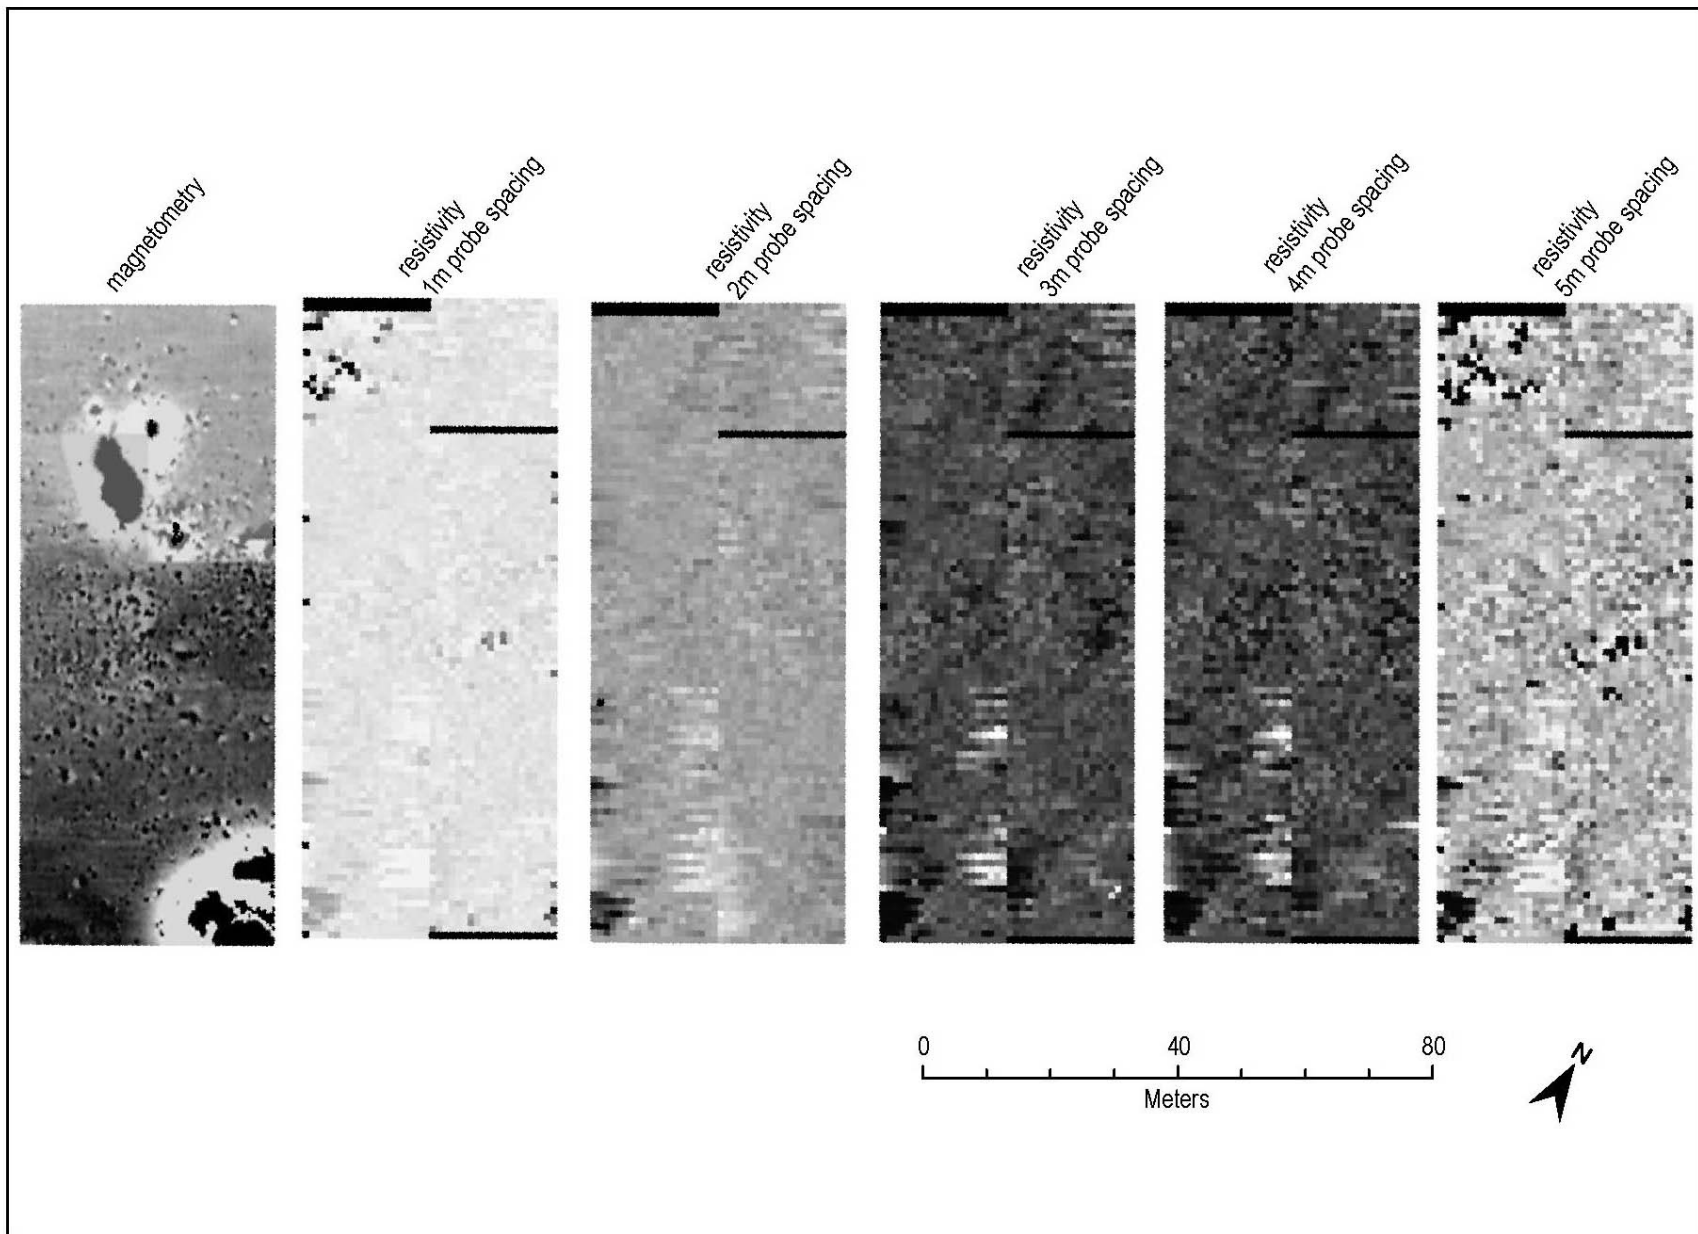 magnetometry
resistivity
1m probe spacing
resistivity
2m probe spacing
resistivity
3m probe spacing
resistivity
4m probe spacing
resistivity
5m probe spacing
0 40 80
Meters
N